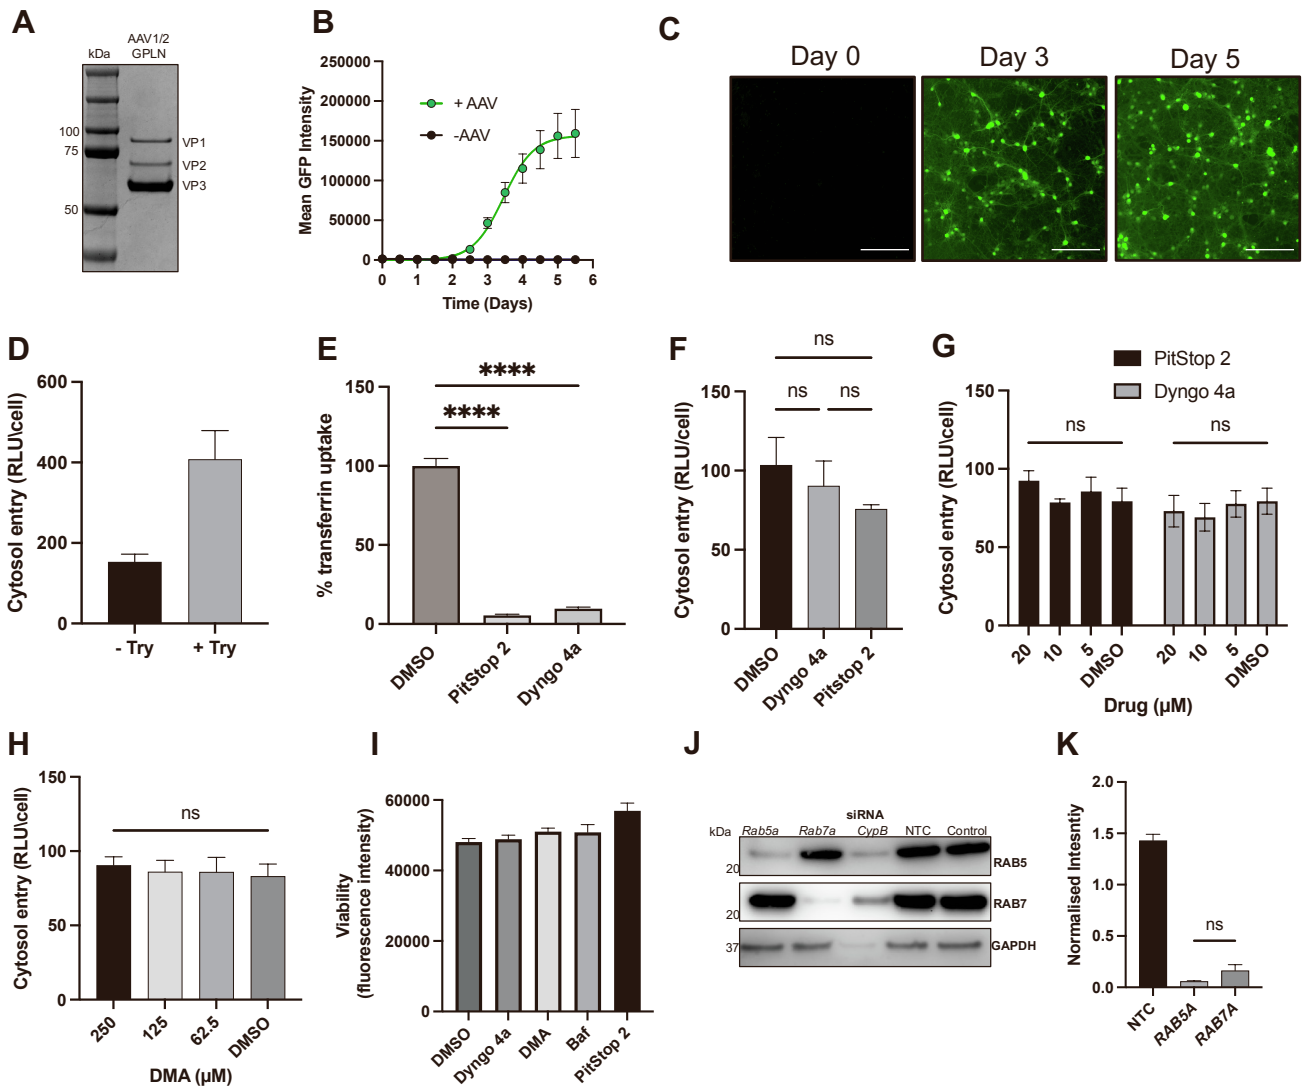 A
kDa
AAV1/2
GPLN
100
75
50
VP1
VP2
VP3
B
Mean GFP Intensity
250000
200000
150000
100000
50000
0
+ AAV
-AAV
0 1 2 3 4 5 6
Time (Days)
C
Day 0
Day 3
Day 5
D
Cytosol entry (RLU\cell)
600
400
200
0
- Try
+ Try
E
% transferrin uptake
150
100
50
0
****
****
DMSO
PitStop 2
Dyngo 4a
F
Cytosol entry (RLU/cell)
150
100
50
0
ns
ns
ns
DMSO
Dyngo 4a
Pitstop 2
G
PitStop 2
Dyngo 4a
Cytosol entry (RLU\cell)
150
100
50
0
ns
ns
20
10
5
DMSO
20
10
5
DMSO
Drug (µM)
H
Cytosol entry (RLU\cell)
150
100
50
0
ns
250
125
62.5
DMSO
DMA (µM)
I
Viability
(fluorescence intensity)
60000
40000
20000
0
DMSO
Dyngo 4a
DMA
Baf
PitStop 2
J
siRNA
kDa
Rab5a
Rab7a
CypB
NTC
Control
20
RAB5
20
RAB7
37
GAPDH
K
Normalised Intesntiy
2.0
1.5
1.0
0.5
0.0
ns
NTC
RAB5A
RAB7A